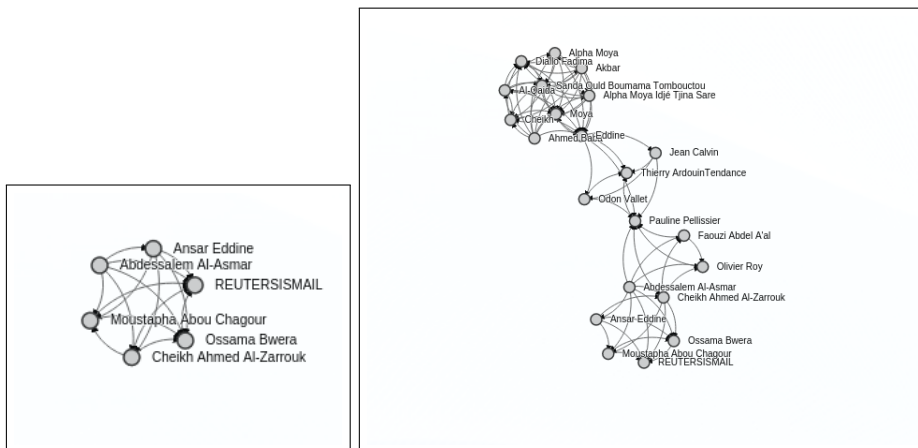 Ansar Eddine
Abdessalem Al-Asmar
REUTERSISMAIL
Moustapha Abou Chagour
Ossama Bwera
Cheikh Ahmed Al-Zarrouk
Alpha Moya
Diallo Fadima
Akbar
Sanda Ould Boumama Tombouctou
Al-Qaida
Alpha Moya Idjé Tjina Sare
Moya
Cheikh
Eddine
Ahmed Baba
Jean Calvin
Thierry ArdouinTendance
Odon Vallet
Pauline Pellissier
Faouzi Abdel A'al
Olivier Roy
Abdessalem Al-Asmar
Cheikh Ahmed Al-Zarrouk
Ansar Eddine
Ossama Bwera
Moustapha Abou Chagour
REUTERSISMAIL